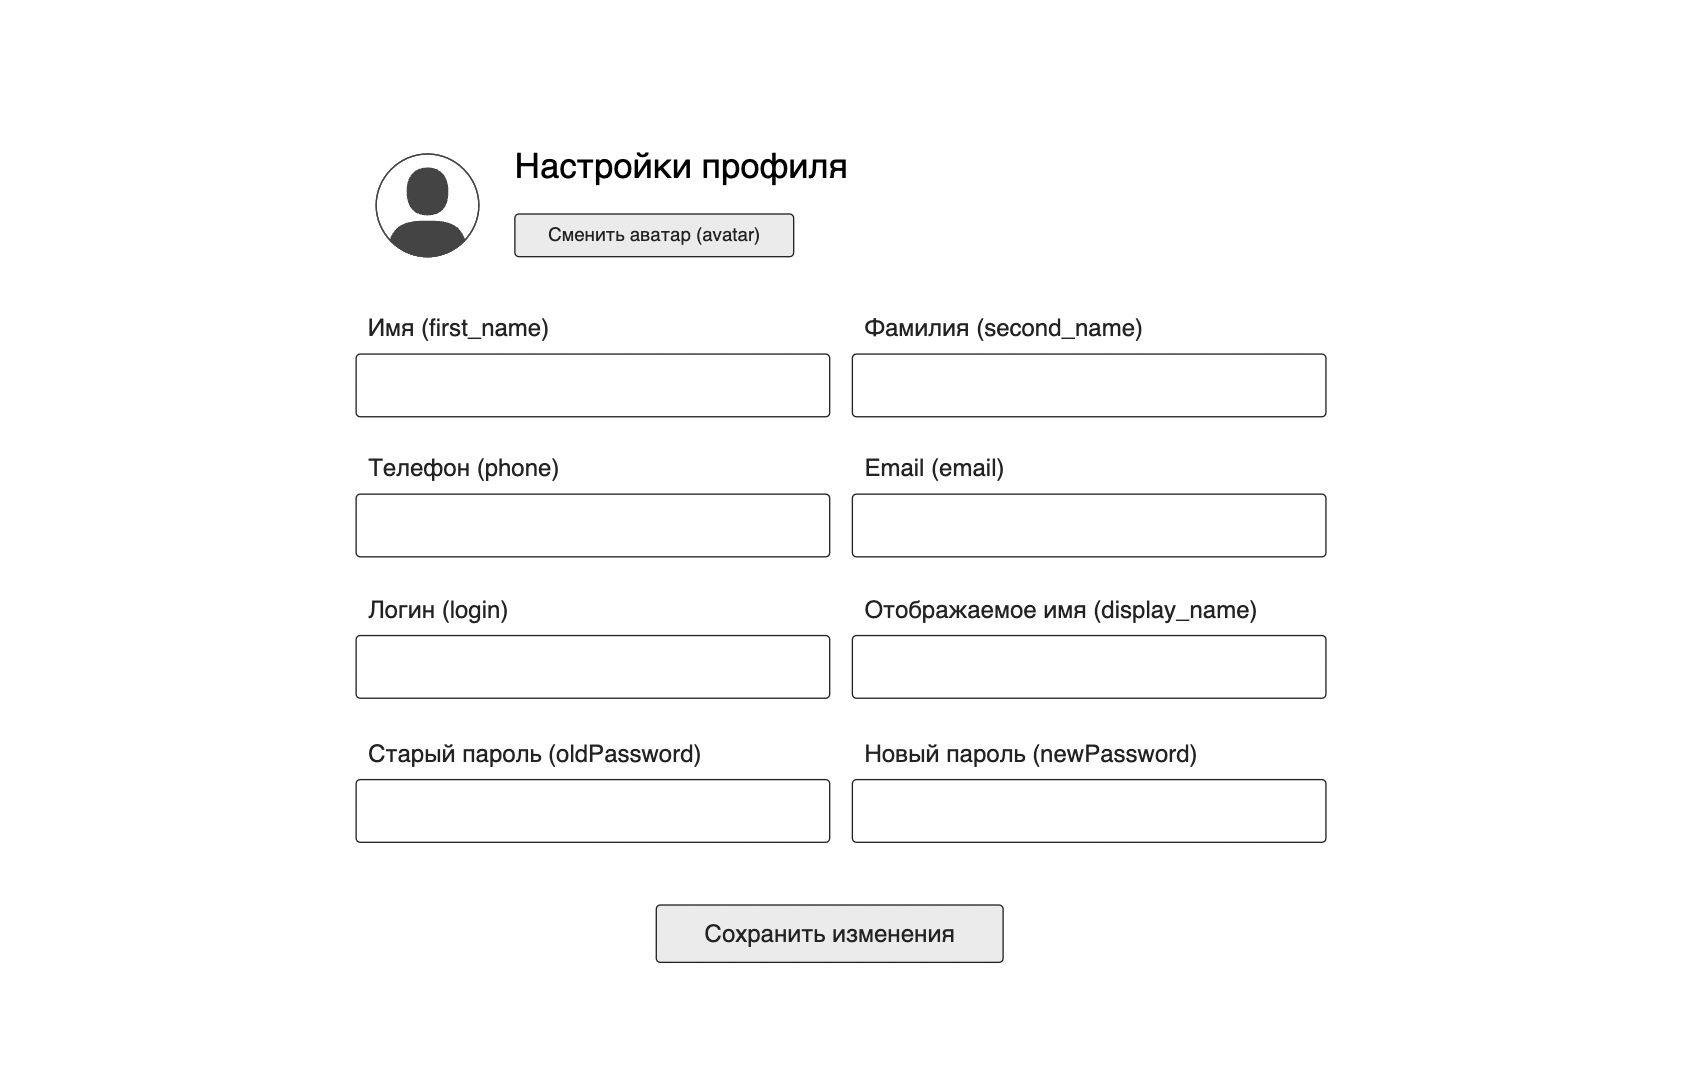 Настройки профиля
Сменить аватар (avatar)
Имя (first_name)
Фамилия (second_name)
Телефон (phone)
Email (email)
Логин (login)
Отображаемое имя (display_name)
Старый пароль (oldPassword)
Новый пароль (newPassword)
Сохранить изменения